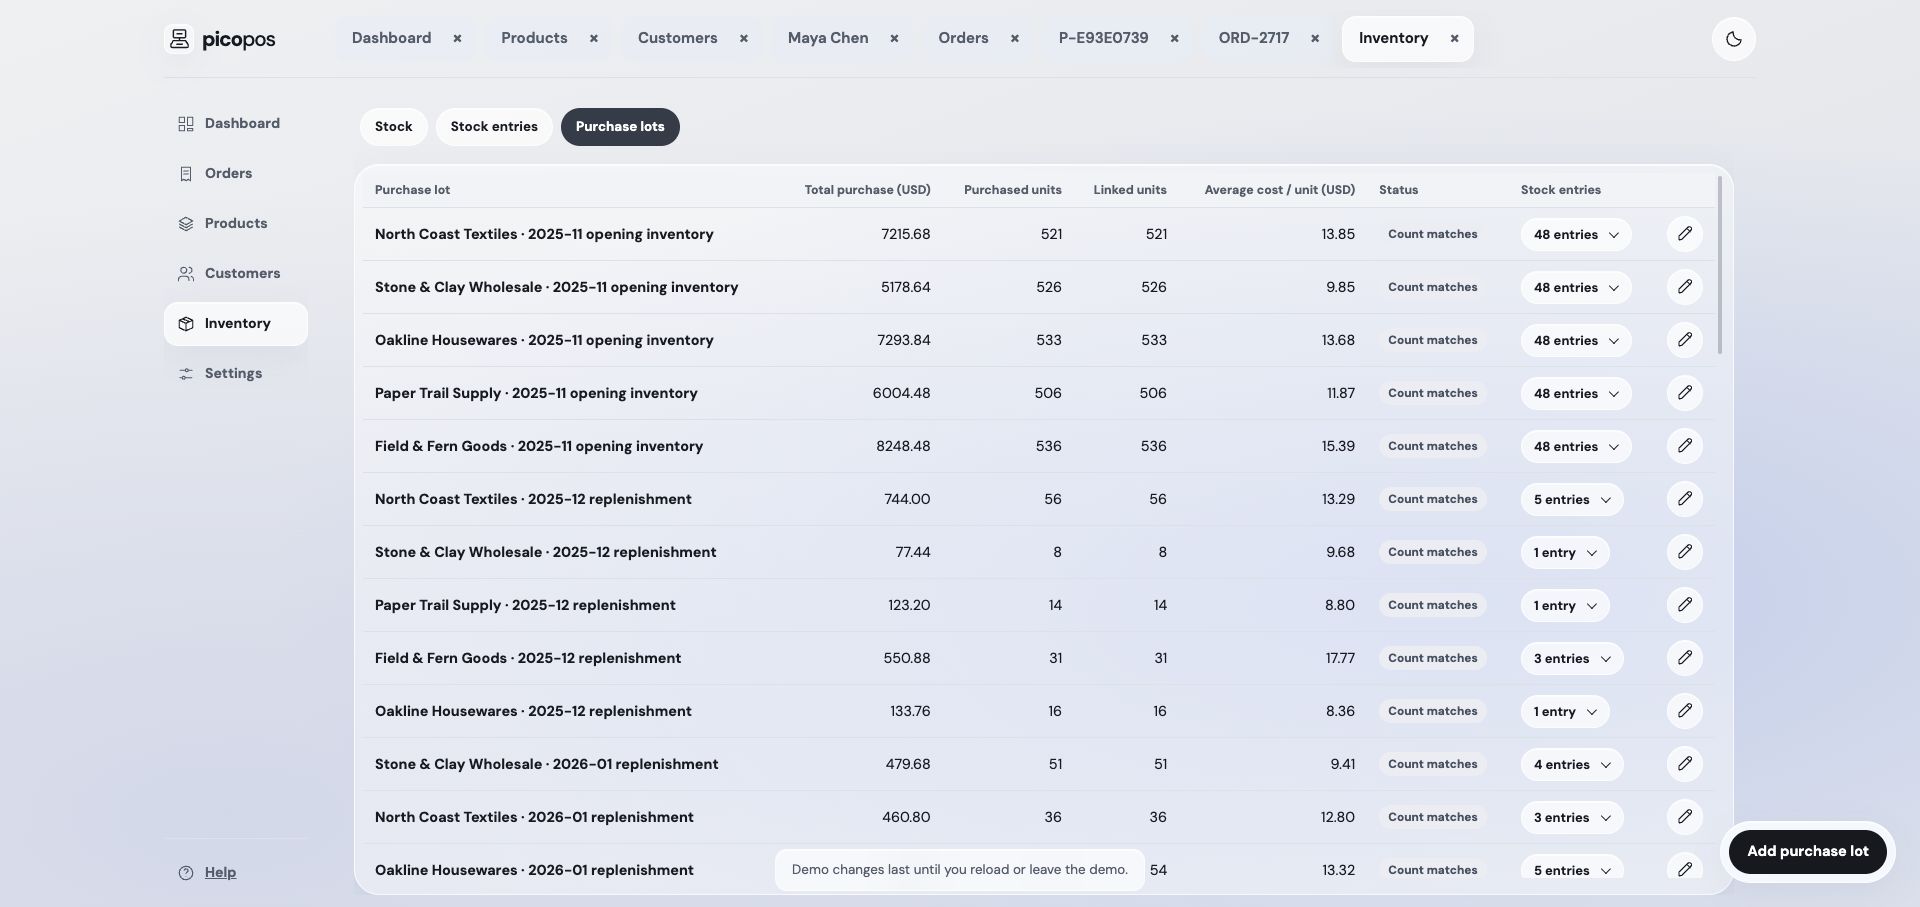 picopos
Dashboard × Products × Customers × Maya Chen × Orders × P-E93E0739 × ORD-2717 × Inventory ×
Dashboard
Orders
Products
Customers
Inventory
Settings
Help
Stock Stock entries Purchase lots
Purchase lot Total purchase (USD) Purchased units Linked units Average cost / unit (USD) Status Stock entries
North Coast Textiles · 2025-11 opening inventory 7215.68 521 521 13.85 Count matches 48 entries
Stone & Clay Wholesale · 2025-11 opening inventory 5178.64 526 526 9.85 Count matches 48 entries
Oakline Housewares · 2025-11 opening inventory 7293.84 533 533 13.68 Count matches 48 entries
Paper Trail Supply · 2025-11 opening inventory 6004.48 506 506 11.87 Count matches 48 entries
Field & Fern Goods · 2025-11 opening inventory 8248.48 536 536 15.39 Count matches 48 entries
North Coast Textiles · 2025-12 replenishment 744.00 56 56 13.29 Count matches 5 entries
Stone & Clay Wholesale · 2025-12 replenishment 77.44 8 8 9.68 Count matches 1 entry
Paper Trail Supply · 2025-12 replenishment 123.20 14 14 8.80 Count matches 1 entry
Field & Fern Goods · 2025-12 replenishment 550.88 31 31 17.77 Count matches 3 entries
Oakline Housewares · 2025-12 replenishment 133.76 16 16 8.36 Count matches 1 entry
Stone & Clay Wholesale · 2026-01 replenishment 479.68 51 51 9.41 Count matches 4 entries
North Coast Textiles · 2026-01 replenishment 460.80 36 36 12.80 Count matches 3 entries
Oakline Housewares · 2026-01 replenishment 54 13.32 Count matches 5 entries
Demo changes last until you reload or leave the demo.
Add purchase lot